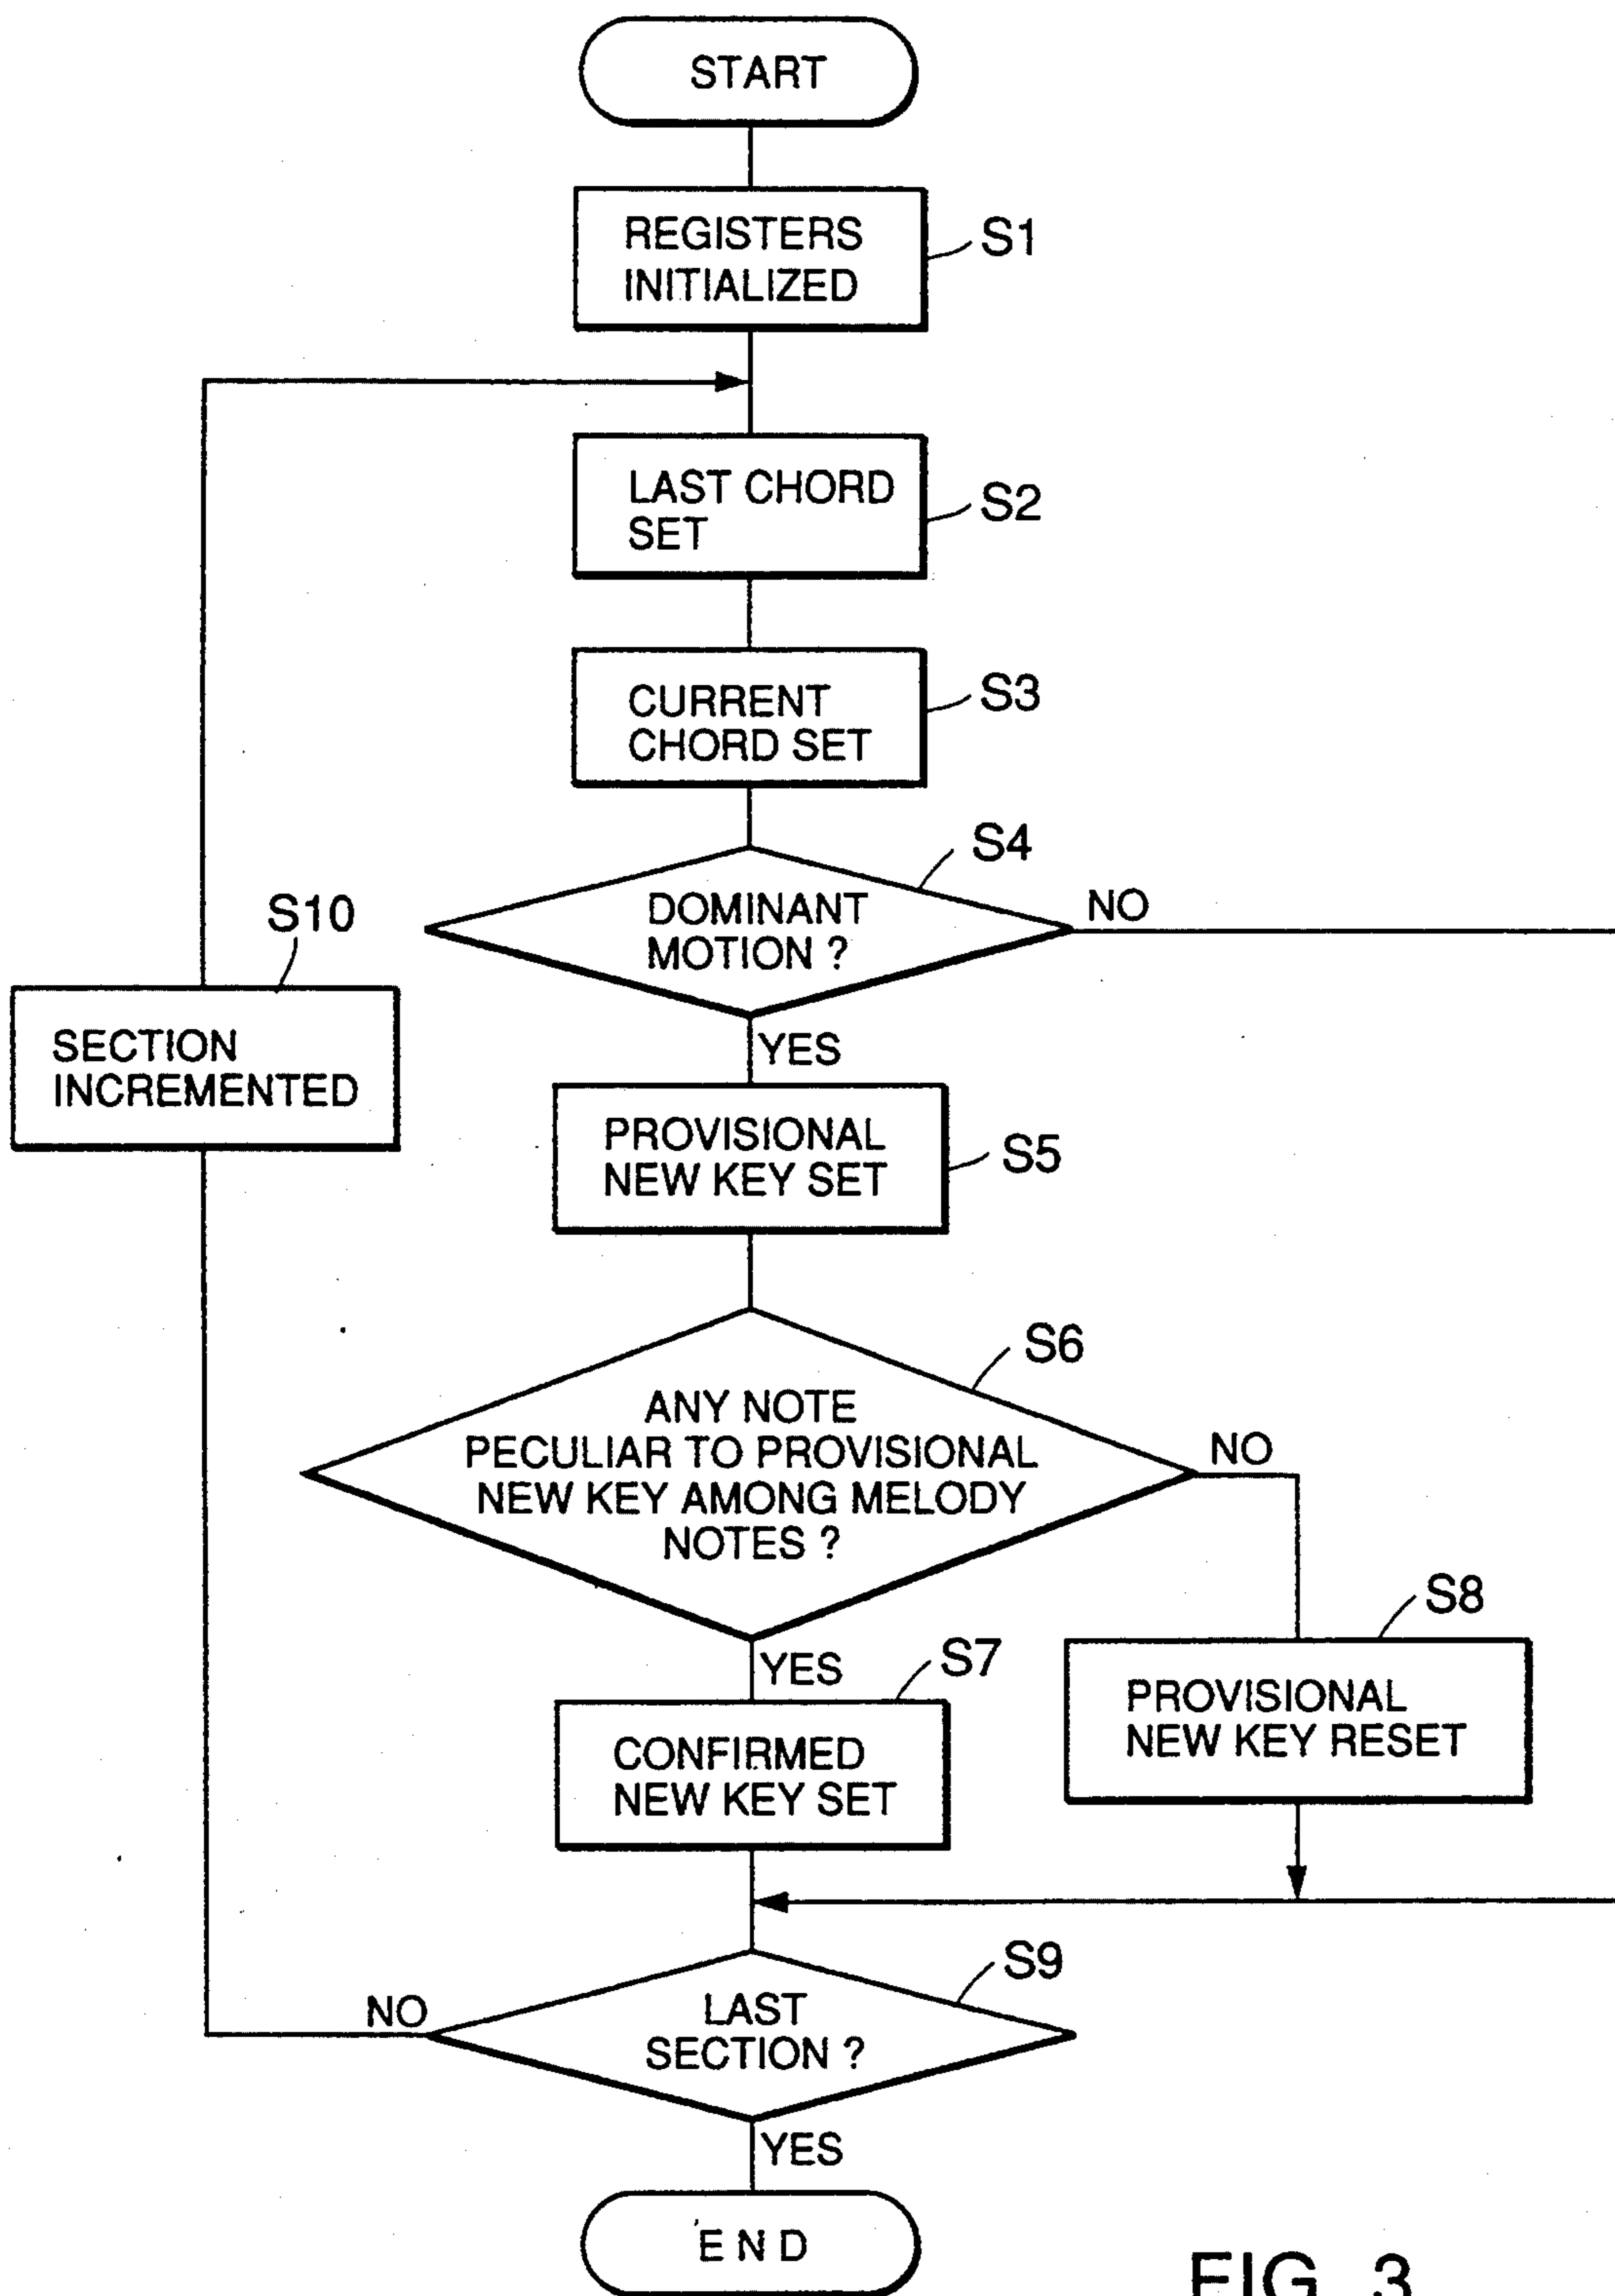 START
REGISTERS
INITIALIZED
S1
LAST CHORD
SET
S2
CURRENT
CHORD SET
S3
S4
DOMINANT
MOTION ?
NO
YES
S10
SECTION
INCREMENTED
PROVISIONAL
NEW KEY SET
S5
S6
ANY NOTE
PECULIAR TO PROVISIONAL
NEW KEY AMONG MELODY
NOTES ?
NO
YES
S7
CONFIRMED
NEW KEY SET
S8
PROVISIONAL
NEW KEY RESET
S9
LAST
SECTION ?
NO
YES
END
FIG. 3